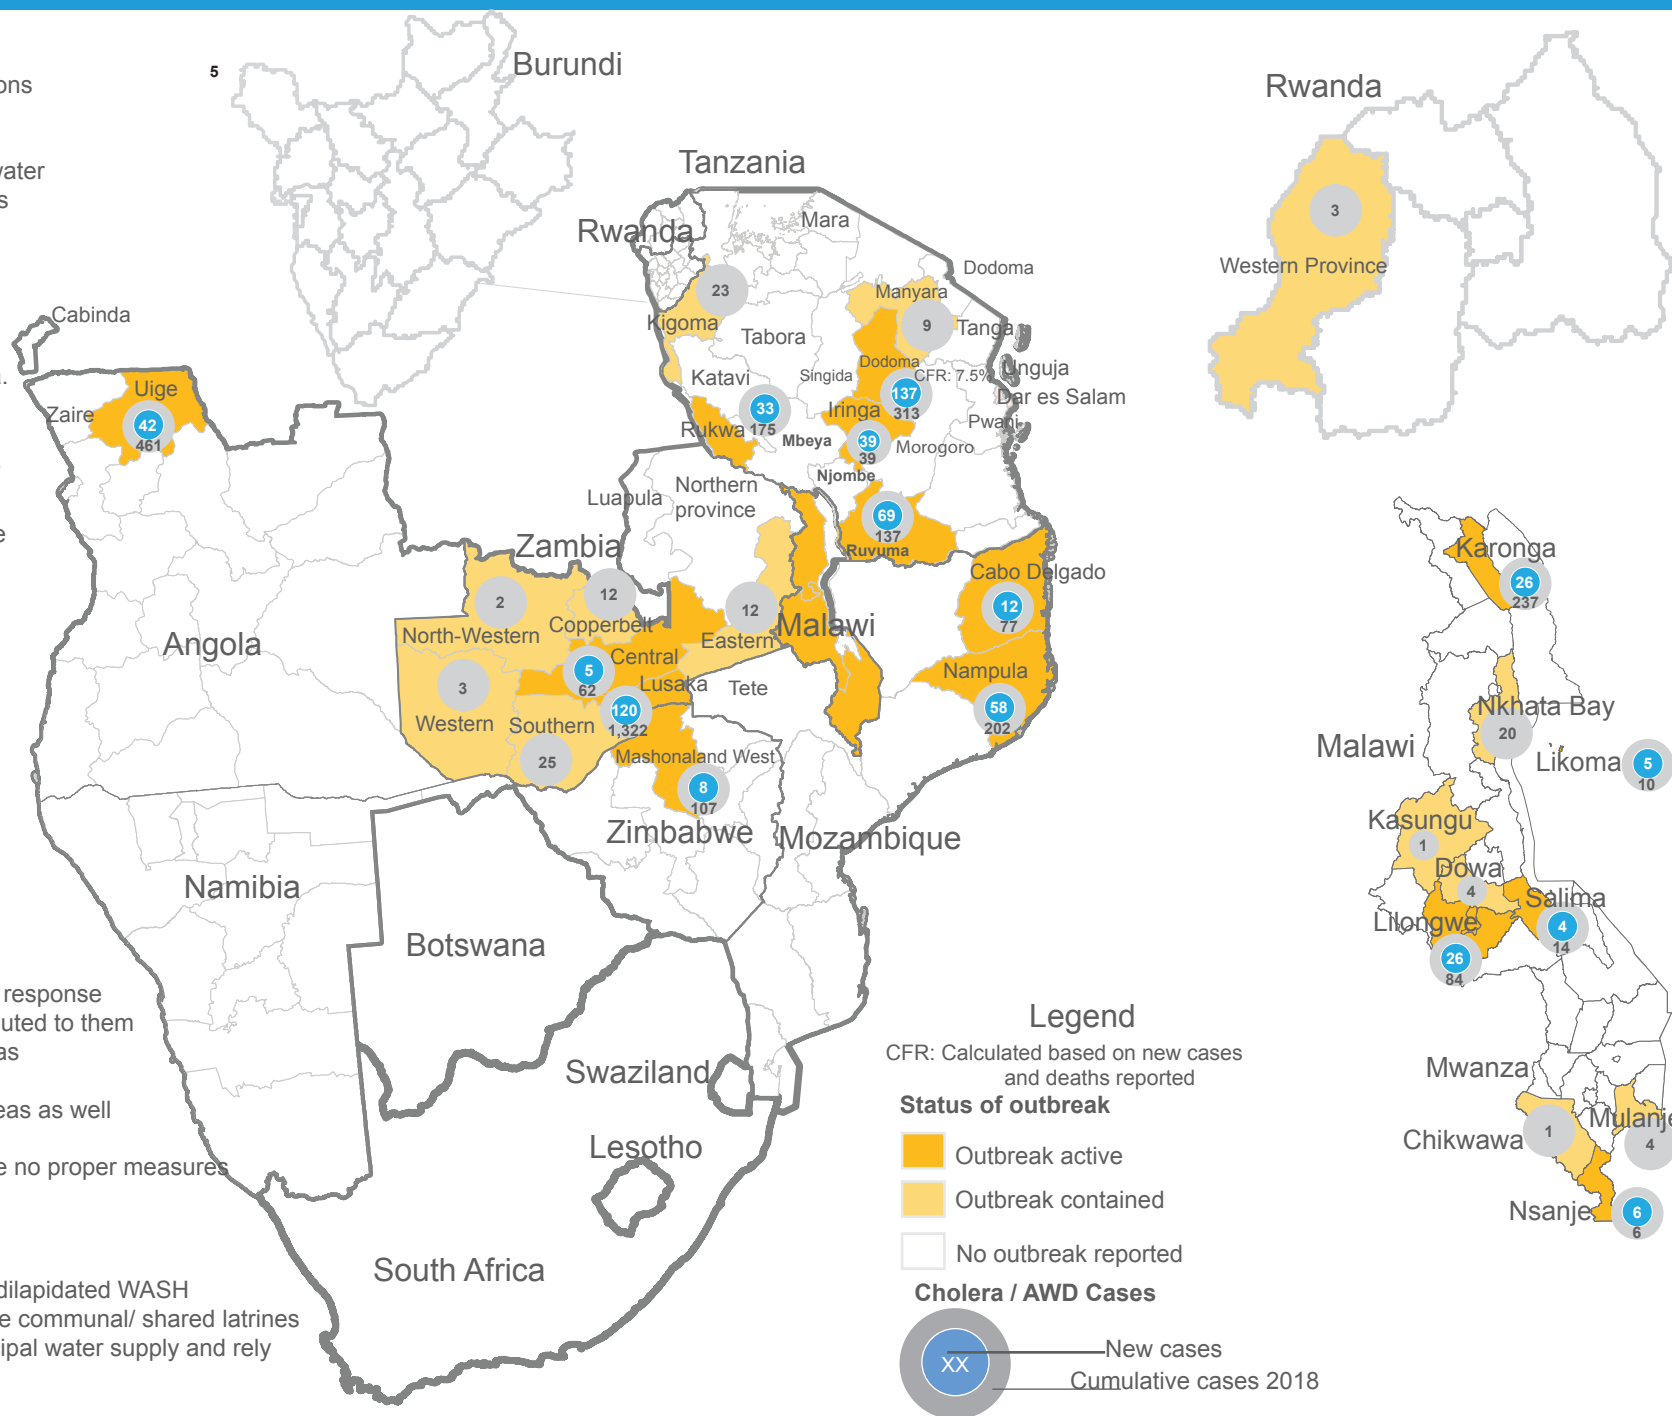 ons
water
s
.
e
response
uted to them
as
eas as well
e no proper measures
dilapidated WASH
e communal/ shared latrines
ipal water supply and rely
5
Burundi
Tanzania
Rwanda
Mara
Dodoma
23
Kigoma
Manyara
9
Tanga
Tabora
Dodoma
CFR: 7.5%
Unguja
Dar es Salam
Katavi
Singida
137
313
33
175
Rukwa
Iringa
Pwani
Mbeya
39
39
Morogoro
Njombe
69
137
Ruvuma
Cabinda
Uige
Zaire
42
461
Luapula
Northern
province
Zambia
2
12
12
North-Western
Copperbelt
Eastern
Malawi
Cabo Delgado
12
77
Angola
3
Western
5
62
Central
Lusaka
Tete
Nampula
58
202
Southern
120
1,322
25
Mashonaland West
8
107
Zimbabwe
Mozambique
Namibia
Botswana
Swaziland
Lesotho
South Africa
Rwanda
3
Western Province
Karonga
26
237
Nkhata Bay
20
Malawi
Likoma
5
10
Kasungu
1
Dowa
4
Salima
4
14
Lilongwe
26
84
Mwanza
Chikwawa
1
Mulanje
4
Nsanje
6
6
Legend
CFR: Calculated based on new cases
and deaths reported
Status of outbreak
Outbreak active
Outbreak contained
No outbreak reported
Cholera / AWD Cases
XX
New cases
Cumulative cases 2018